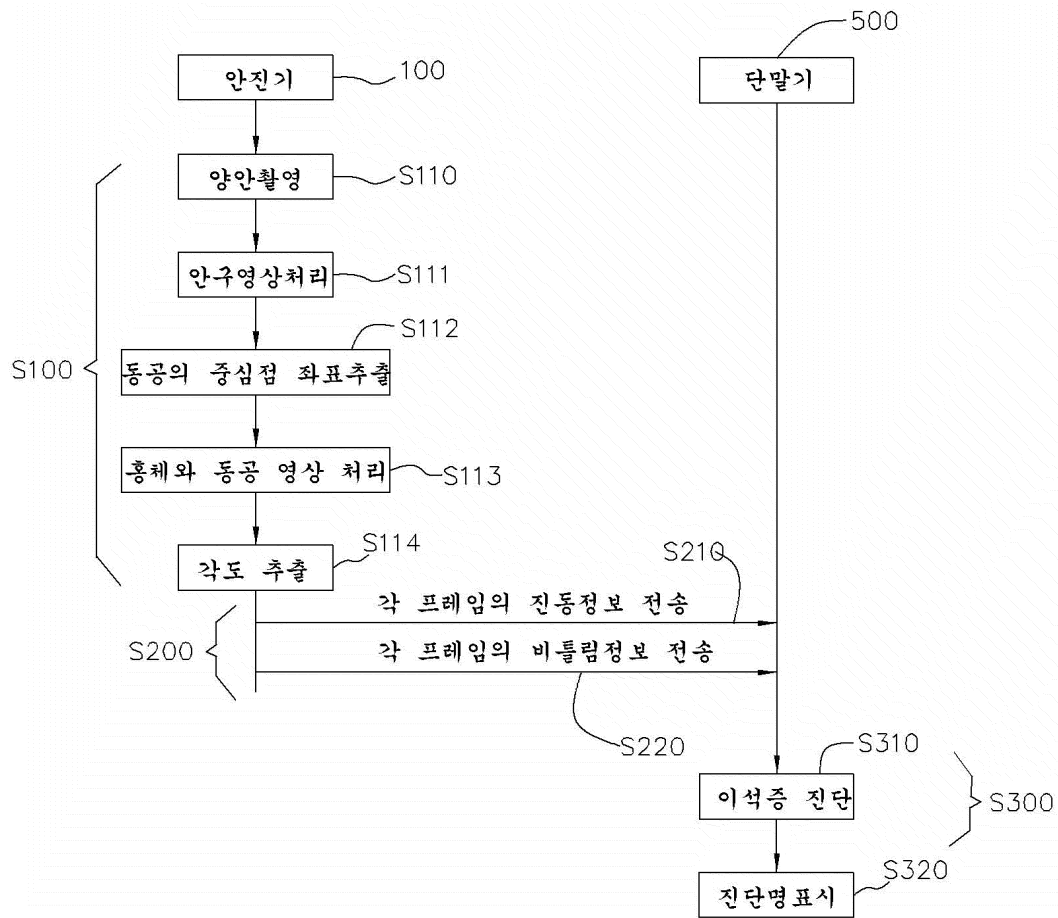 500
안진기
100
단말기
양안촬영
S110
안구영상처리
S111
S112
S100
동공의 중심점 좌표추출
홍체와 동공 영상 처리
S113
S114
각도 추출
S210
각 프레임의 진동정보 전송
S200
각 프레임의 비틀림정보 전송
S220
S310
이석증 진단
S300
S320
진단명표시